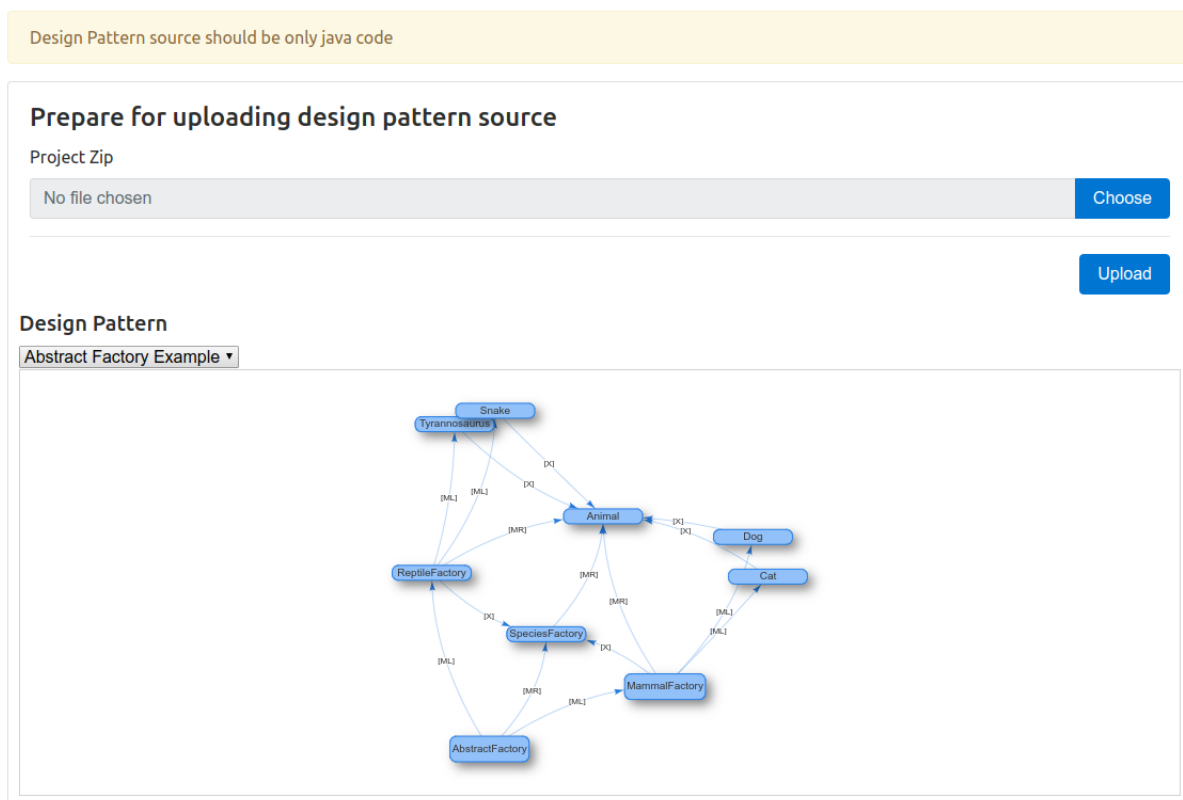 Design Pattern source should be only java code
Prepare for uploading design pattern source
Project Zip
No file chosen
Choose
Upload
Design Pattern
Abstract Factory Example
Snake
Tyrannosaurus
[X]
[X]
[ML]
[ML]
Animal
[X]
[MR]
[X]
Dog
ReptileFactory
[MR]
Cat
[MR]
[ML]
[X]
[ML]
SpeciesFactory
[X]
[ML]
MammalFactory
[MR]
[ML]
AbstractFactory